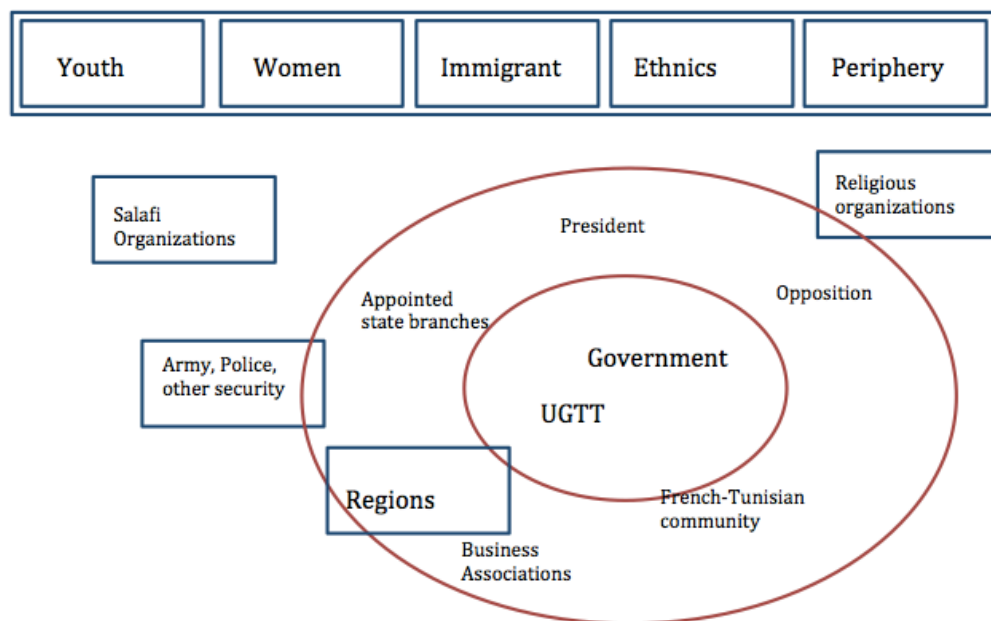 Youth
Women
Immigrant
Ethnics
Periphery
Religious
organizations
Salafi
Organizations
President
Opposition
Appointed
state branches
Government
Army, Police,
other security
UGTT
Regions
French-Tunisian
community
Business
Associations